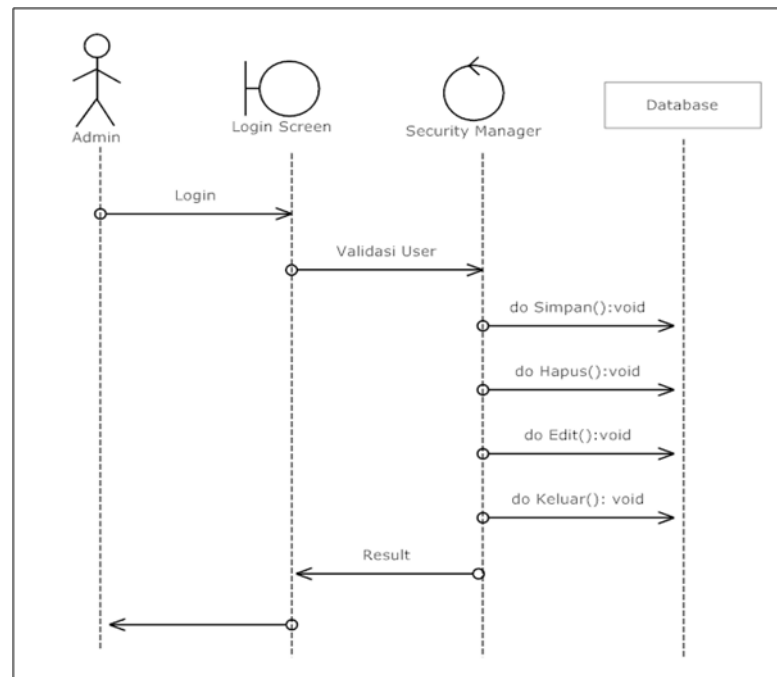 Admin
Login Screen
Security Manager
Database
Login
Validasi User
do Simpan():void
do Hapus():void
do Edit():void
do Keluar(): void
Result